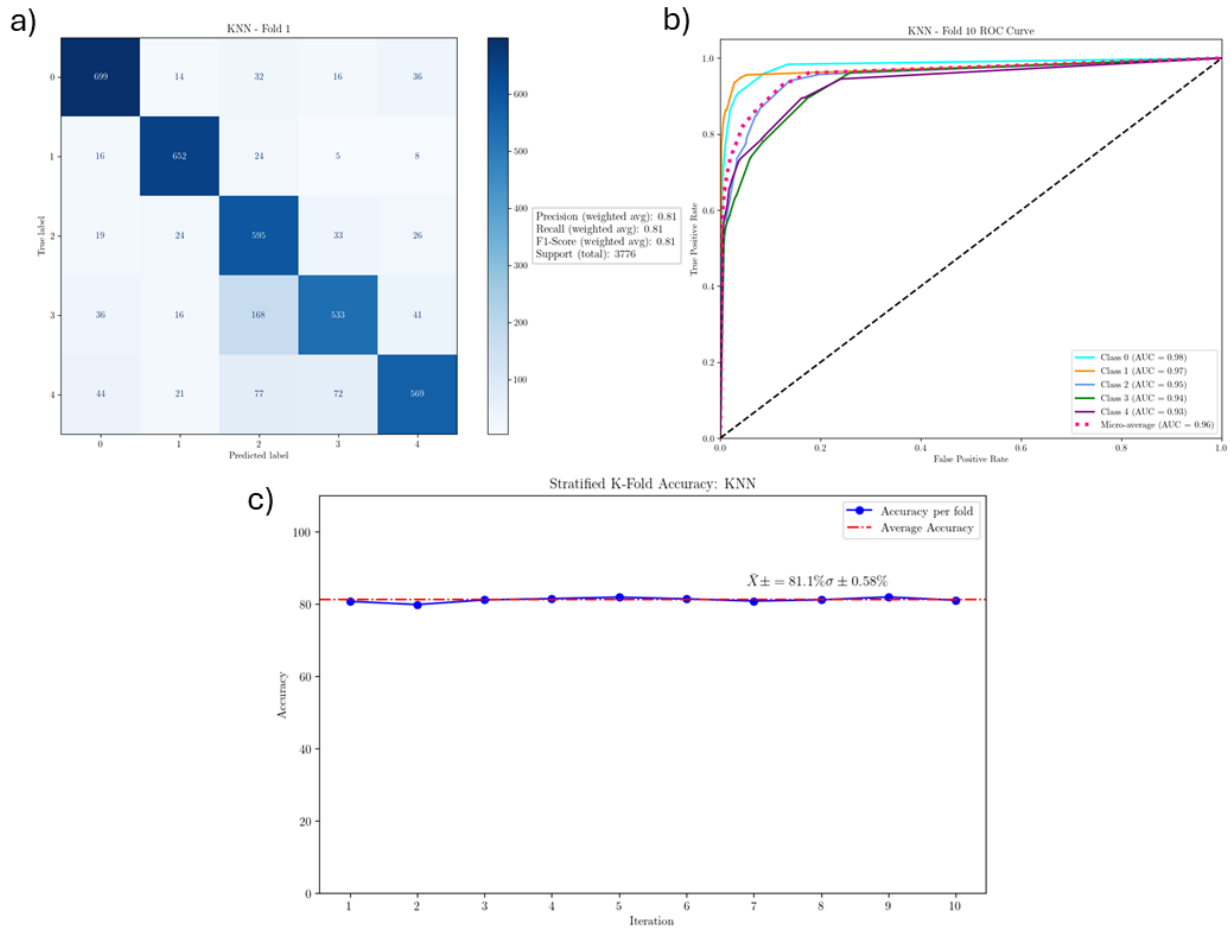 a)
KNN - Fold 1
True label
0 699 14 32 16 36
1 16 652 24 5 8
2 19 24 595 33 26
3 36 16 168 533 41
4 44 21 77 72 569
0 1 2 3 4
Predicted label
600
500
400
300
200
100
Precision (weighted avg): 0.81
Recall (weighted avg): 0.81
F1-Score (weighted avg): 0.81
Support (total): 3776
b)
KNN - Fold 10 ROC Curve
True Positive Rate
1.0
0.8
0.6
0.4
0.2
0.0
0.0 0.2 0.4 0.6 0.8 1.0
False Positive Rate
Class 0 (AUC = 0.98)
Class 1 (AUC = 0.97)
Class 2 (AUC = 0.95)
Class 3 (AUC = 0.94)
Class 4 (AUC = 0.93)
Micro-average (AUC = 0.96)
c)
Stratified K-Fold Accuracy: KNN
Accuracy
100
80
60
40
20
0
Accuracy per fold
Average Accuracy
X̄± = 81.1%σ ± 0.58%
1 2 3 4 5 6 7 8 9 10
Iteration